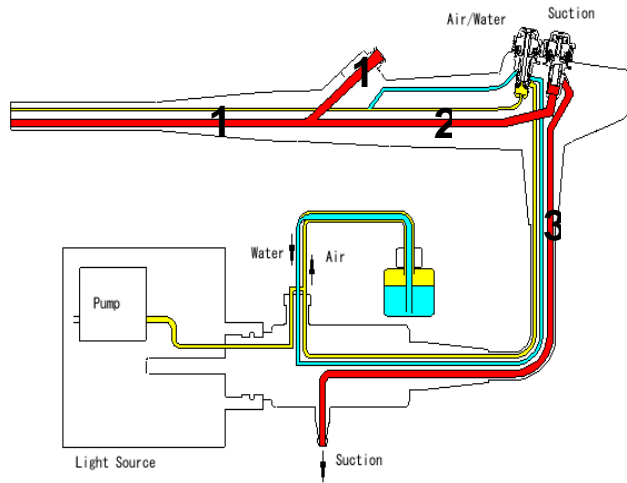 Suction
Air/Water
1
1
2
3
Water
Air
Pump
Suction
Light Source